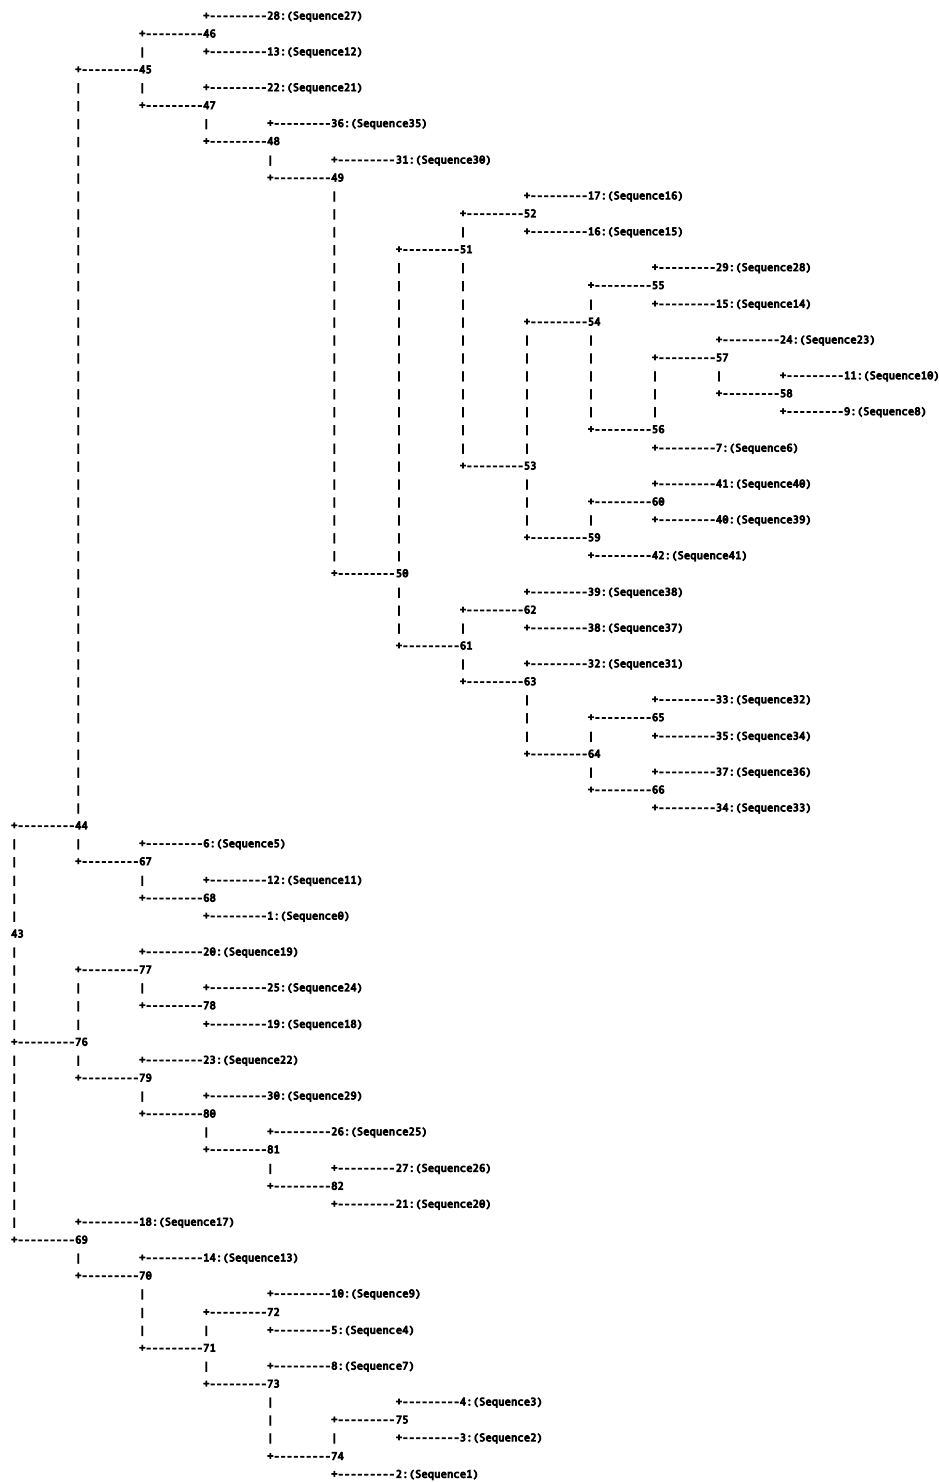 +---------28:(Sequence27)
+---------46
| +---------13:(Sequence12)
+---------45
| | +---------22:(Sequence21)
| +---------47
| | +---------36:(Sequence35)
| +---------48
| | +---------31:(Sequence30)
| +---------49
| | +---------17:(Sequence16)
| | +---------52
| | | +---------16:(Sequence15)
| | +---------51
| | | | +---------29:(Sequence28)
| | | | +---------55
| | | | | +---------15:(Sequence14)
| | | | +---------54
| | | | | | +---------24:(Sequence23)
| | | | | | +---------57
| | | | | | | | +---------11:(Sequence10)
| | | | | | | +---------58
| | | | | | | +---------9:(Sequence8)
| | | | | +---------56
| | | | | +---------7:(Sequence6)
| | | +---------53
| | | | +---------41:(Sequence40)
| | | | +---------60
| | | | | +---------40:(Sequence39)
| | | +---------59
| | | +---------42:(Sequence41)
| +---------50
| | +---------39:(Sequence38)
| | +---------62
| | | +---------38:(Sequence37)
| +---------61
| | +---------32:(Sequence31)
| +---------63
| | +---------33:(Sequence32)
| | +---------65
| | | +---------35:(Sequence34)
| +---------64
| | +---------37:(Sequence36)
| +---------66
| +---------34:(Sequence33)
+---------44
| | +---------6:(Sequence5)
| +---------67
| | +---------12:(Sequence11)
| +---------68
| +---------1:(Sequence0)
43
| +---------20:(Sequence19)
| +---------77
| | | +---------25:(Sequence24)
| | +---------78
| | +---------19:(Sequence18)
+---------76
| | +---------23:(Sequence22)
| +---------79
| | +---------30:(Sequence29)
| +---------80
| | +---------26:(Sequence25)
| +---------81
| | +---------27:(Sequence26)
| +---------82
| +---------21:(Sequence20)
| +---------18:(Sequence17)
+---------69
| +---------14:(Sequence13)
+---------70
| +---------10:(Sequence9)
| +---------72
| | +---------5:(Sequence4)
+---------71
| +---------8:(Sequence7)
+---------73
| +---------4:(Sequence3)
| +---------75
| | +---------3:(Sequence2)
+---------74
+---------2:(Sequence1)